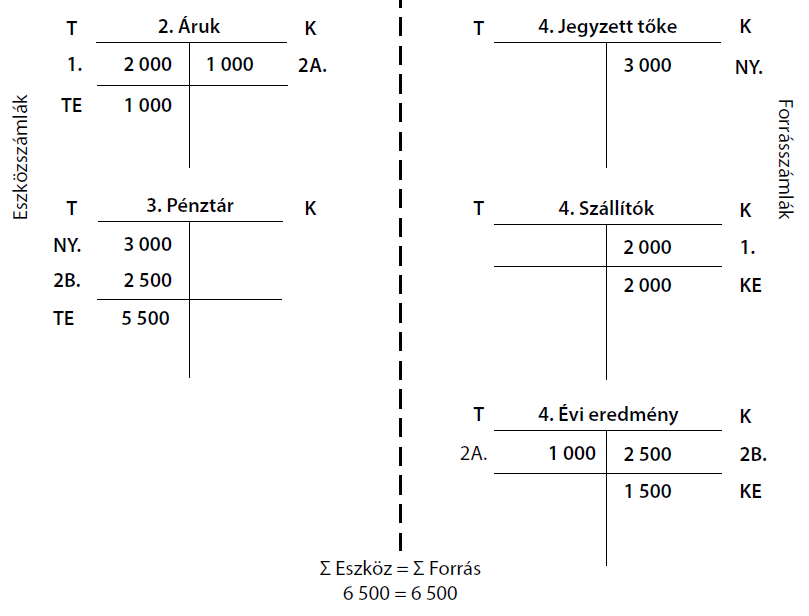 Eszközszámlák
T 2. Áruk K
1. 2 000 1 000 2A.
TE 1 000
T 3. Pénztár K
NY. 3 000
2B. 2 500
TE 5 500
T 4. Jegyzett tőke K
3 000 NY.
T 4. Szállítók K
2 000 1.
2 000 KE
T 4. Évi eredmény K
2A. 1 000 2 500 2B.
1 500 KE
Forrásszámlák
Σ Eszköz = Σ Forrás
6 500 = 6 500